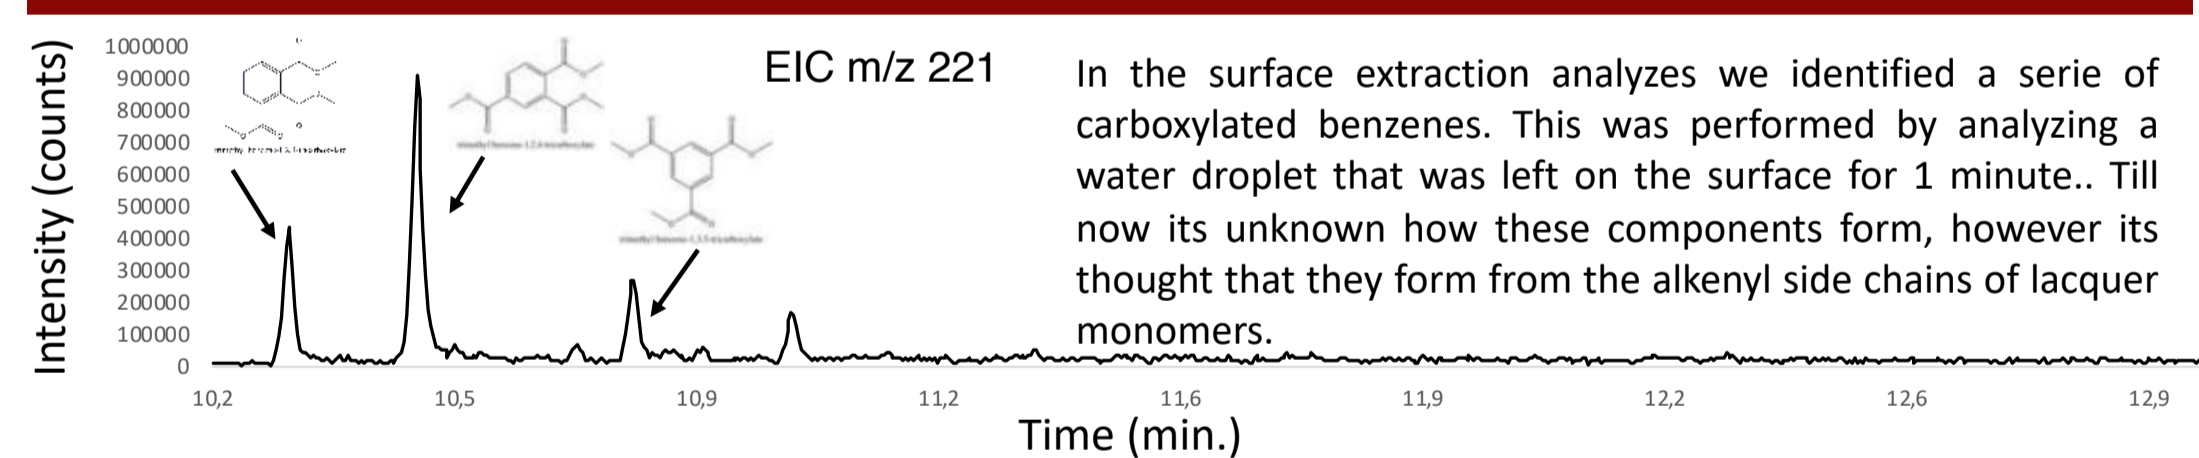 Intensity (counts)
1000000
900000
800000
700000
600000
500000
400000
300000
200000
100000
0
EIC m/z 221
In the surface extraction analyzes we identified a serie of
carboxylated benzenes. This was performed by analyzing a
water droplet that was left on the surface for 1 minute.. Till
now its unknown how these components form, however its
thought that they form from the alkenyl side chains of lacquer
monomers.
10,2 10,5 10,9 11,2 11,6 11,9 12,2 12,6 12,9
Time (min.)